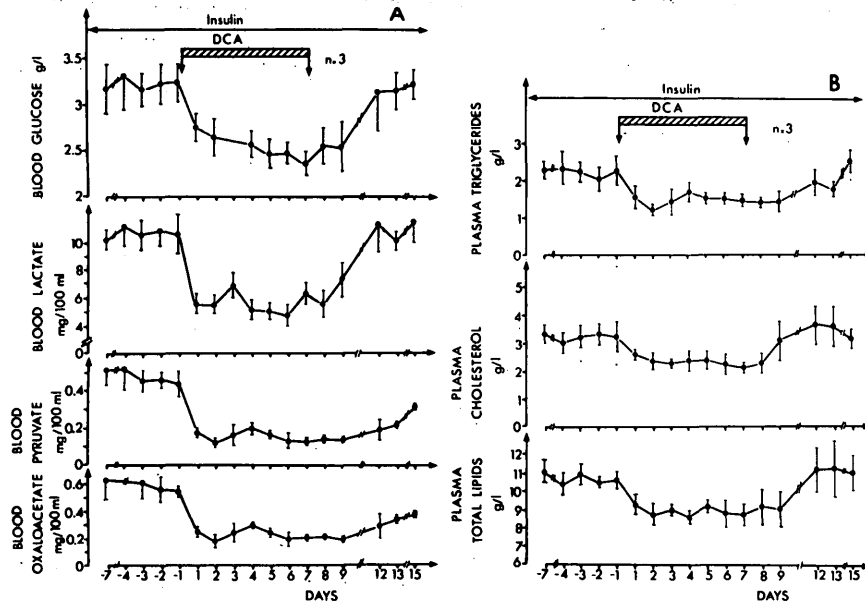 A
Insulin
DCA
n=3
BLOOD GLUCOSE g/l
3.5
3
2.5
2
BLOOD LACTATE
mg/100 ml
10
8
6
4
BLOOD
PYRUVATE
mg/100 ml
0.4
0.2
0
BLOOD
OXALOACETATE
mg/100ml
0.6
0.4
0.2
0
-7 -4 -3 -2 -1 1 2 3 4 5 6 7 8 9 12 13 15
DAYS
B
Insulin
DCA
n=3
PLASMA TRIGLYCERIDES
g/l
3
2
1
0
PLASMA
CHOLESTEROL
g/l
5
4
3
2
1
0
PLASMA
TOTAL LIPIDS
g/l
12
11
10
9
8
7
6
-7 -4 -3 -2 -1 1 2 3 4 5 6 7 8 9 12 13 15
DAYS